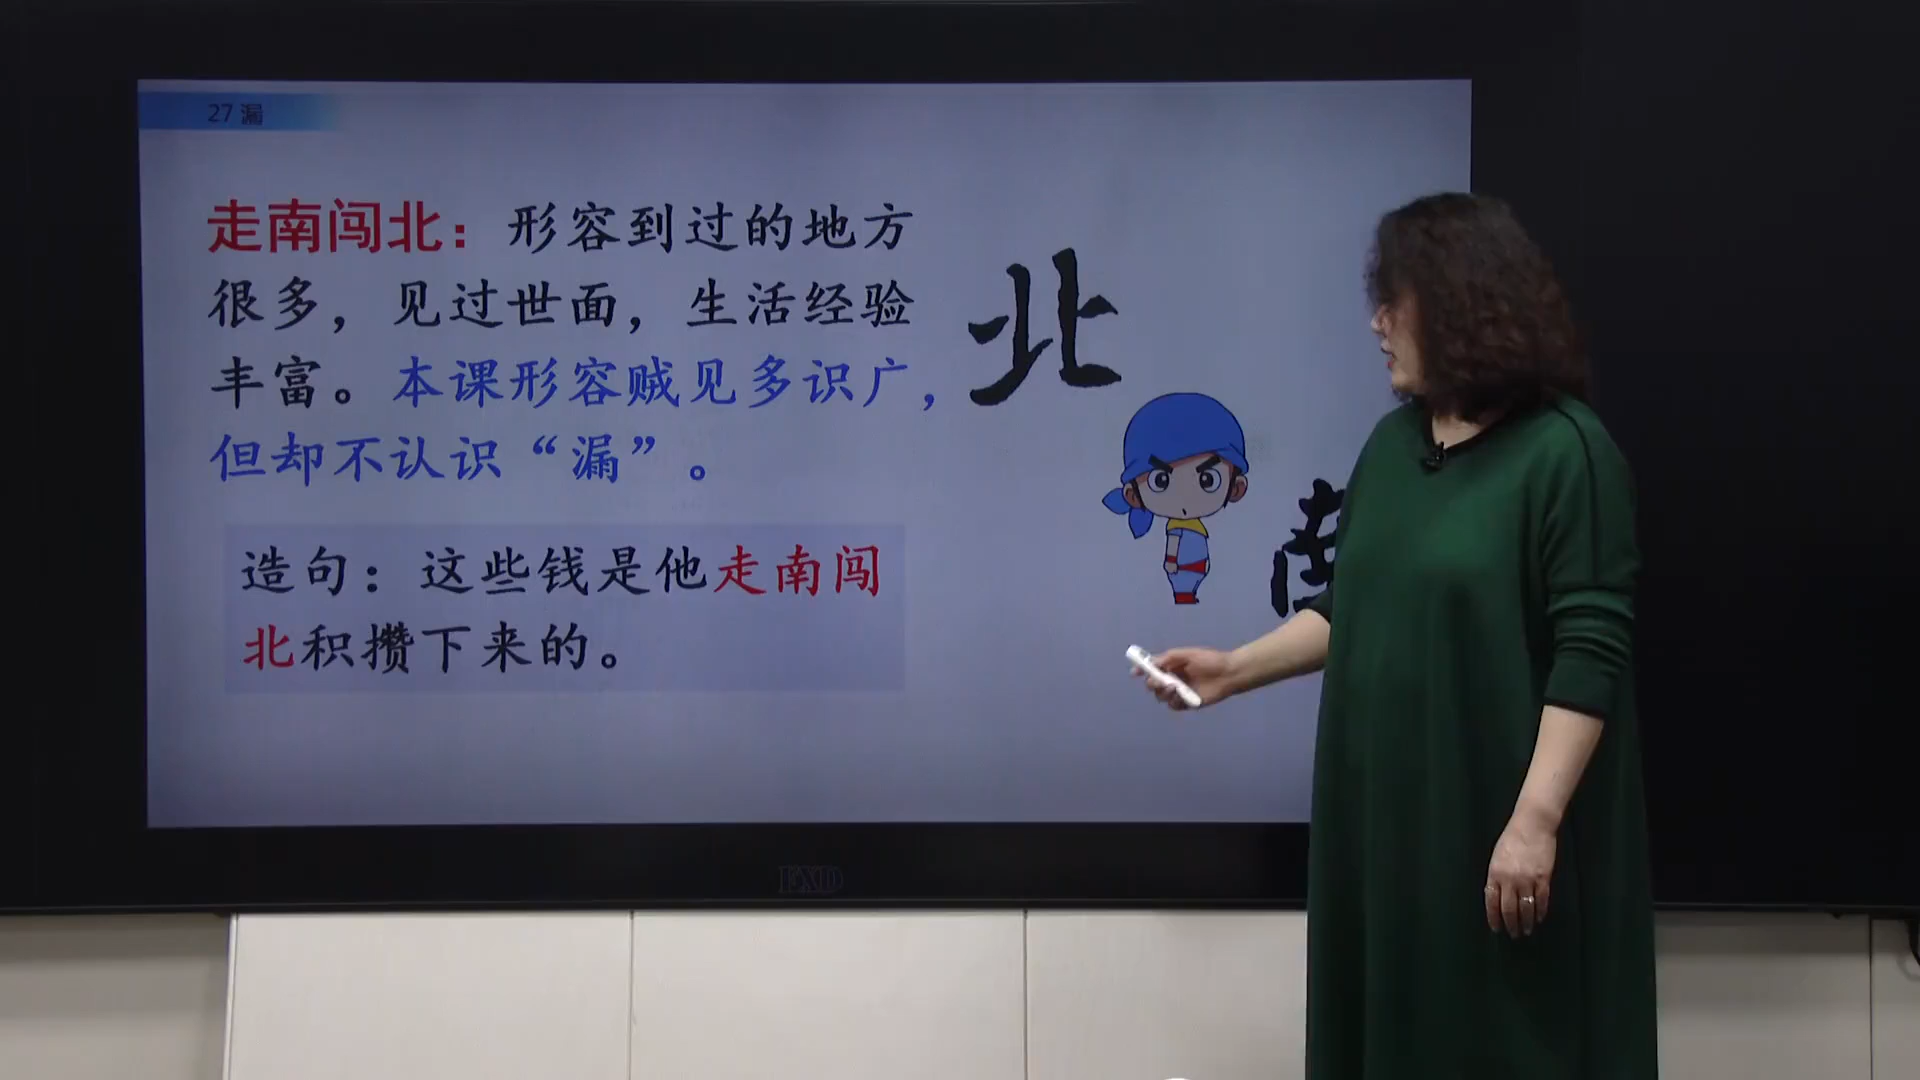 27 漏
走南闯北：形容到过的地方
很多，见过世面，生活经验
丰富。本课形容贼见多识广，
但却不认识“漏”。
造句：这些钱是他走南闯
北积攒下来的。
北
EXD